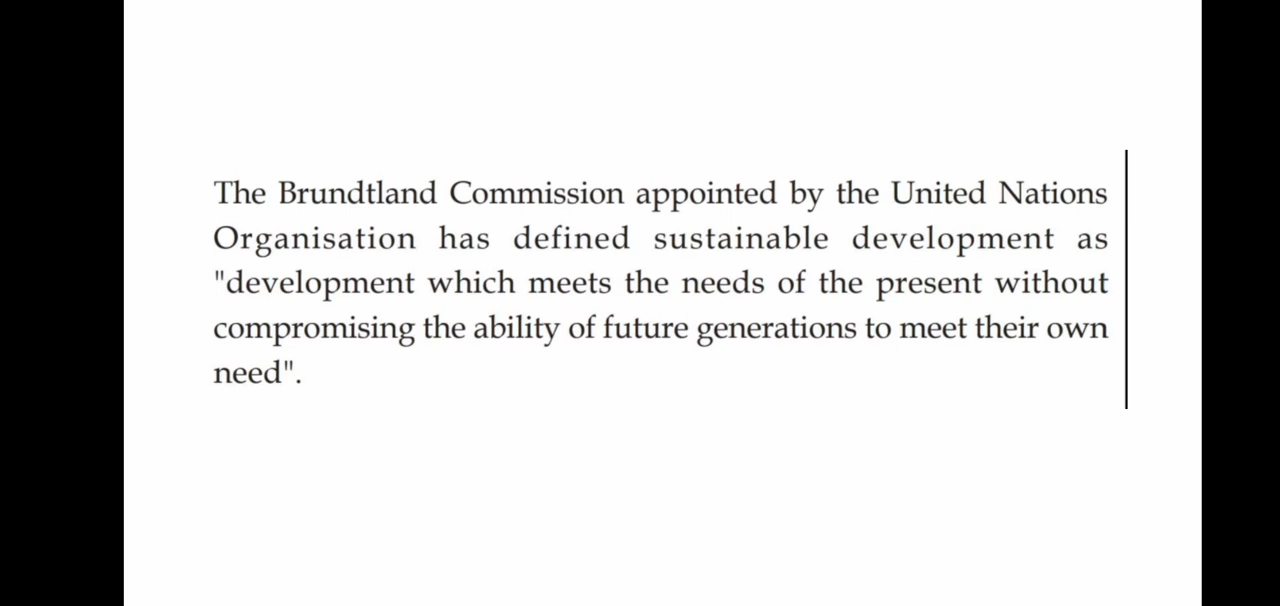 The Brundtland Commission appointed by the United Nations
Organisation has defined sustainable development as
"development which meets the needs of the present without
compromising the ability of future generations to meet their own
need".